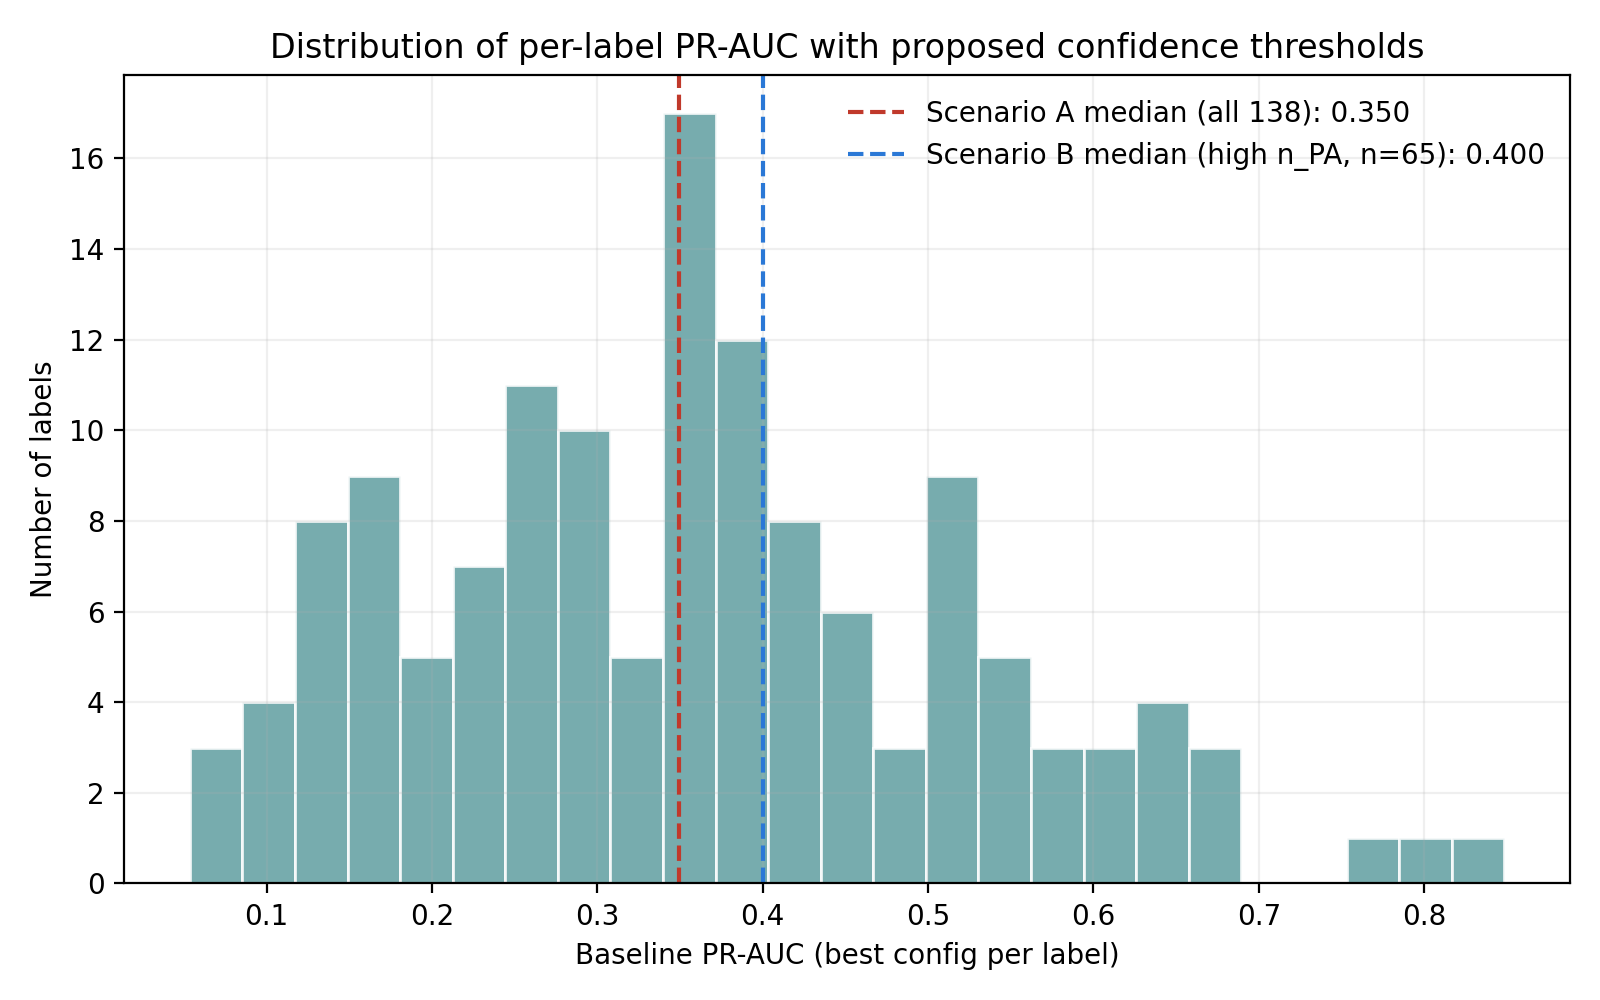 Distribution of per-label PR-AUC with proposed confidence thresholds
Scenario A median (all 138): 0.350
Scenario B median (high n_PA, n=65): 0.400
Number of labels
16
14
12
10
8
6
4
2
0
0.1 0.2 0.3 0.4 0.5 0.6 0.7 0.8
Baseline PR-AUC (best config per label)